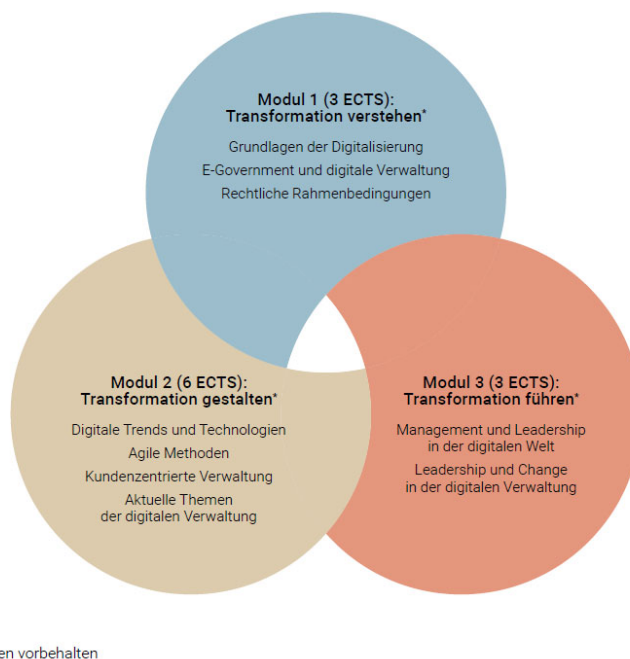 Modul 1 (3 ECTS):
Transformation verstehen*
Grundlagen der Digitalisierung
E-Government und digitale Verwaltung
Rechtliche Rahmenbedingungen
Modul 2 (6 ECTS):
Transformation gestalten*
Digitale Trends und Technologien
Agile Methoden
Kundenzentrierte Verwaltung
Aktuelle Themen
der digitalen Verwaltung
Modul 3 (3 ECTS):
Transformation führen*
Management und Leadership
in der digitalen Welt
Leadership und Change
in der digitalen Verwaltung
en vorbehalten